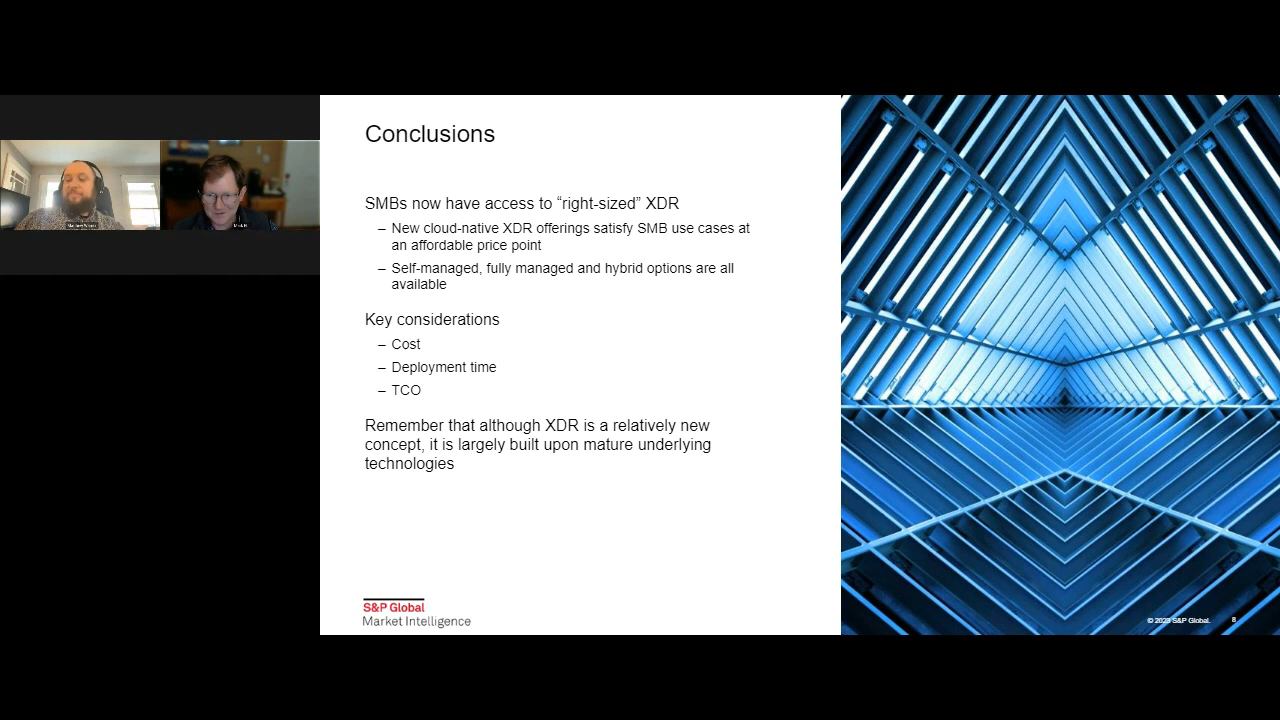 Conclusions
SMBs now have access to “right-sized” XDR
– New cloud-native XDR offerings satisfy SMB use cases at
an affordable price point
– Self-managed, fully managed and hybrid options are all
available
Key considerations
– Cost
– Deployment time
– TCO
Remember that although XDR is a relatively new
concept, it is largely built upon mature underlying
technologies
S&P Global
Market Intelligence
© 2023 S&P Global.
8